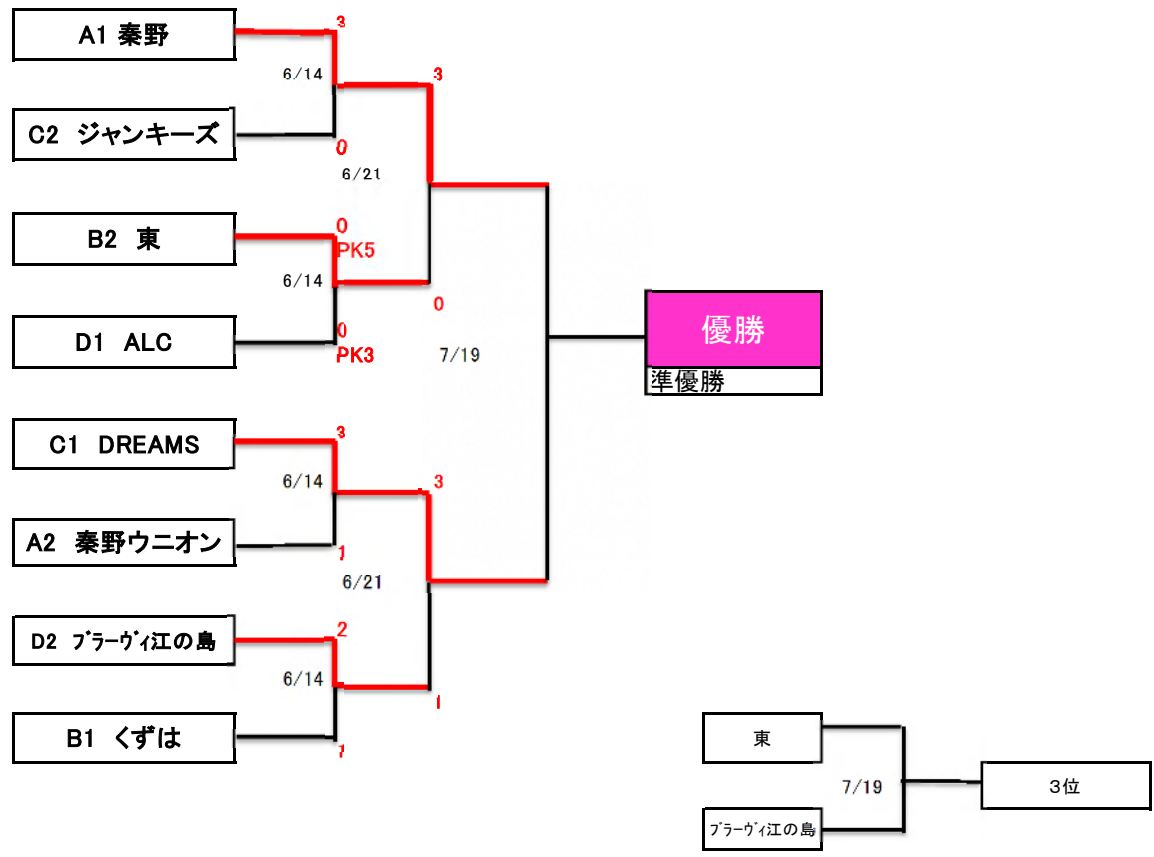 A1 秦野
3
6/14
3
C2 ジャンキーズ
0
6/21
B2 東
0
PK5
6/14
0
D1 ALC
0
PK3
7/19
優勝
準優勝
C1 DREAMS
3
6/14
3
A2 秦野ウニオン
1
6/21
D2 ﾌﾞﾗｰｳﾞｨ江の島
2
6/14
1
B1 くずは
1
東
7/19
３位
ﾌﾞﾗｰｳﾞｨ江の島